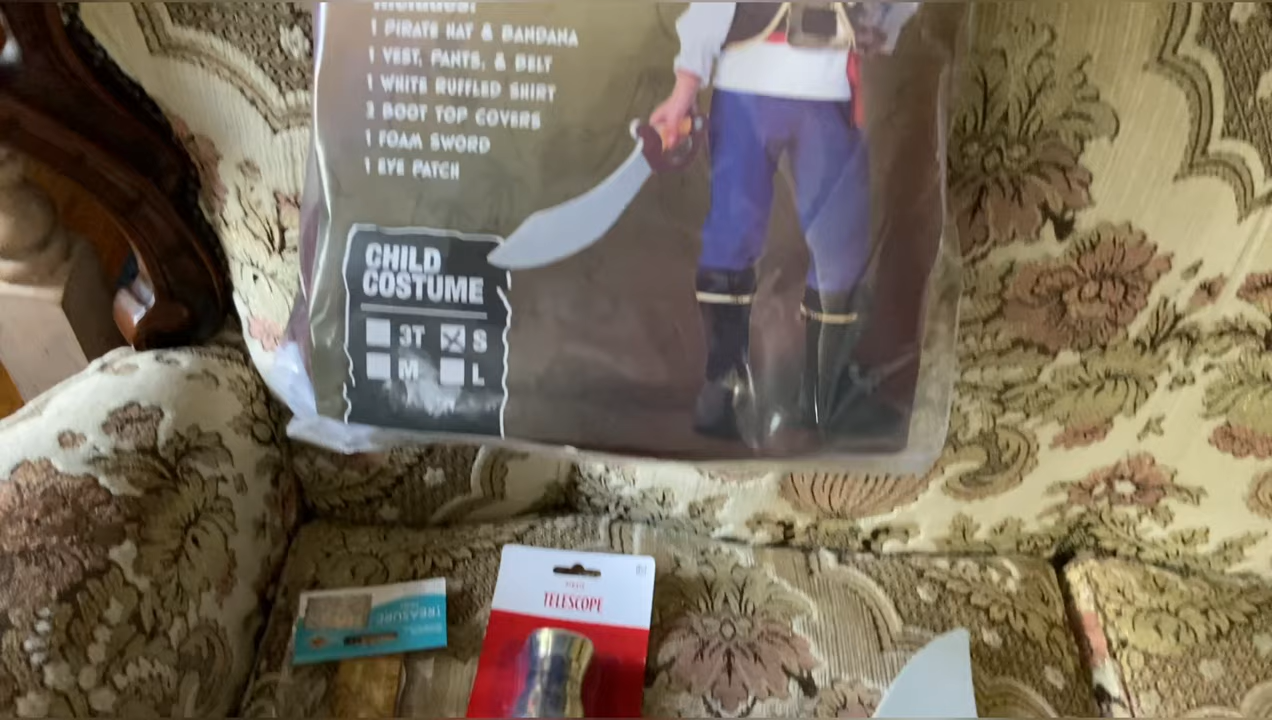 Includes:
1 PIRATE HAT & BANDANA
1 VEST, PANTS, & BELT
1 WHITE RUFFLED SHIRT
2 BOOT TOP COVERS
1 FOAM SWORD
1 EYE PATCH
CHILD
COSTUME
3T S
M L
TELESCOPE
TREASURE